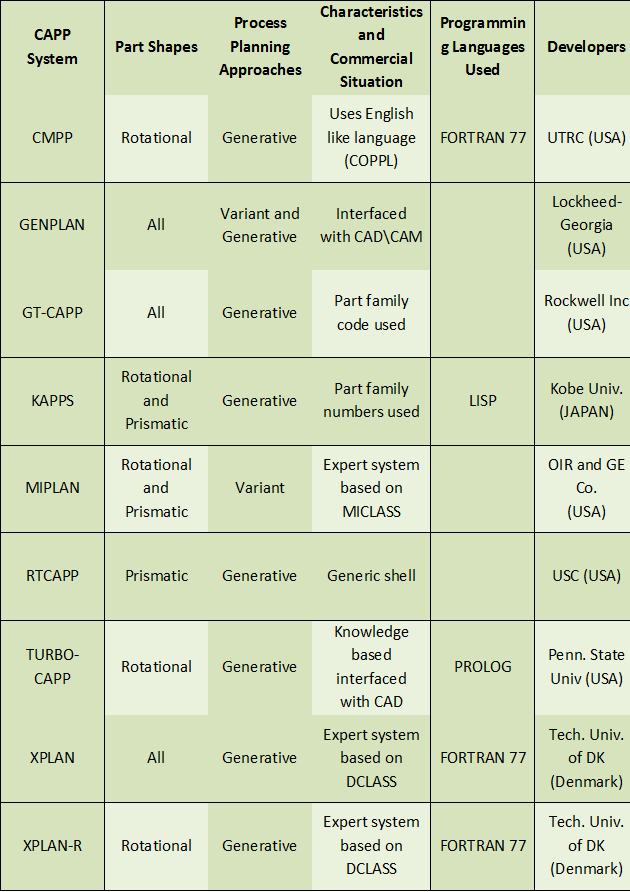 CAPP
System
Part Shapes
Process
Planning
Approaches
Characteristics
and
Commercial
Situation
Programmin
g Languages
Used
Developers
CMPP
Rotational
Generative
Uses English
like language
(COPPL)
FORTRAN 77
UTRC (USA)
GENPLAN
All
Variant and
Generative
Interfaced
with CAD\CAM
Lockheed-
Georgia
(USA)
GT-CAPP
All
Generative
Part family
code used
Rockwell Inc
(USA)
KAPPS
Rotational
and
Prismatic
Generative
Part family
numbers used
LISP
Kobe Univ.
(JAPAN)
MIPLAN
Rotational
and
Prismatic
Variant
Expert system
based on
MICLASS
OIR and GE
Co.
(USA)
RTCAPP
Prismatic
Generative
Generic shell
USC (USA)
TURBO-
CAPP
Rotational
Generative
Knowledge
based
interfaced
with CAD
PROLOG
Penn. State
Univ (USA)
XPLAN
All
Generative
Expert system
based on
DCLASS
FORTRAN 77
Tech. Univ.
of DK
(Denmark)
XPLAN-R
Rotational
Generative
Expert system
based on
DCLASS
FORTRAN 77
Tech. Univ.
of DK
(Denmark)